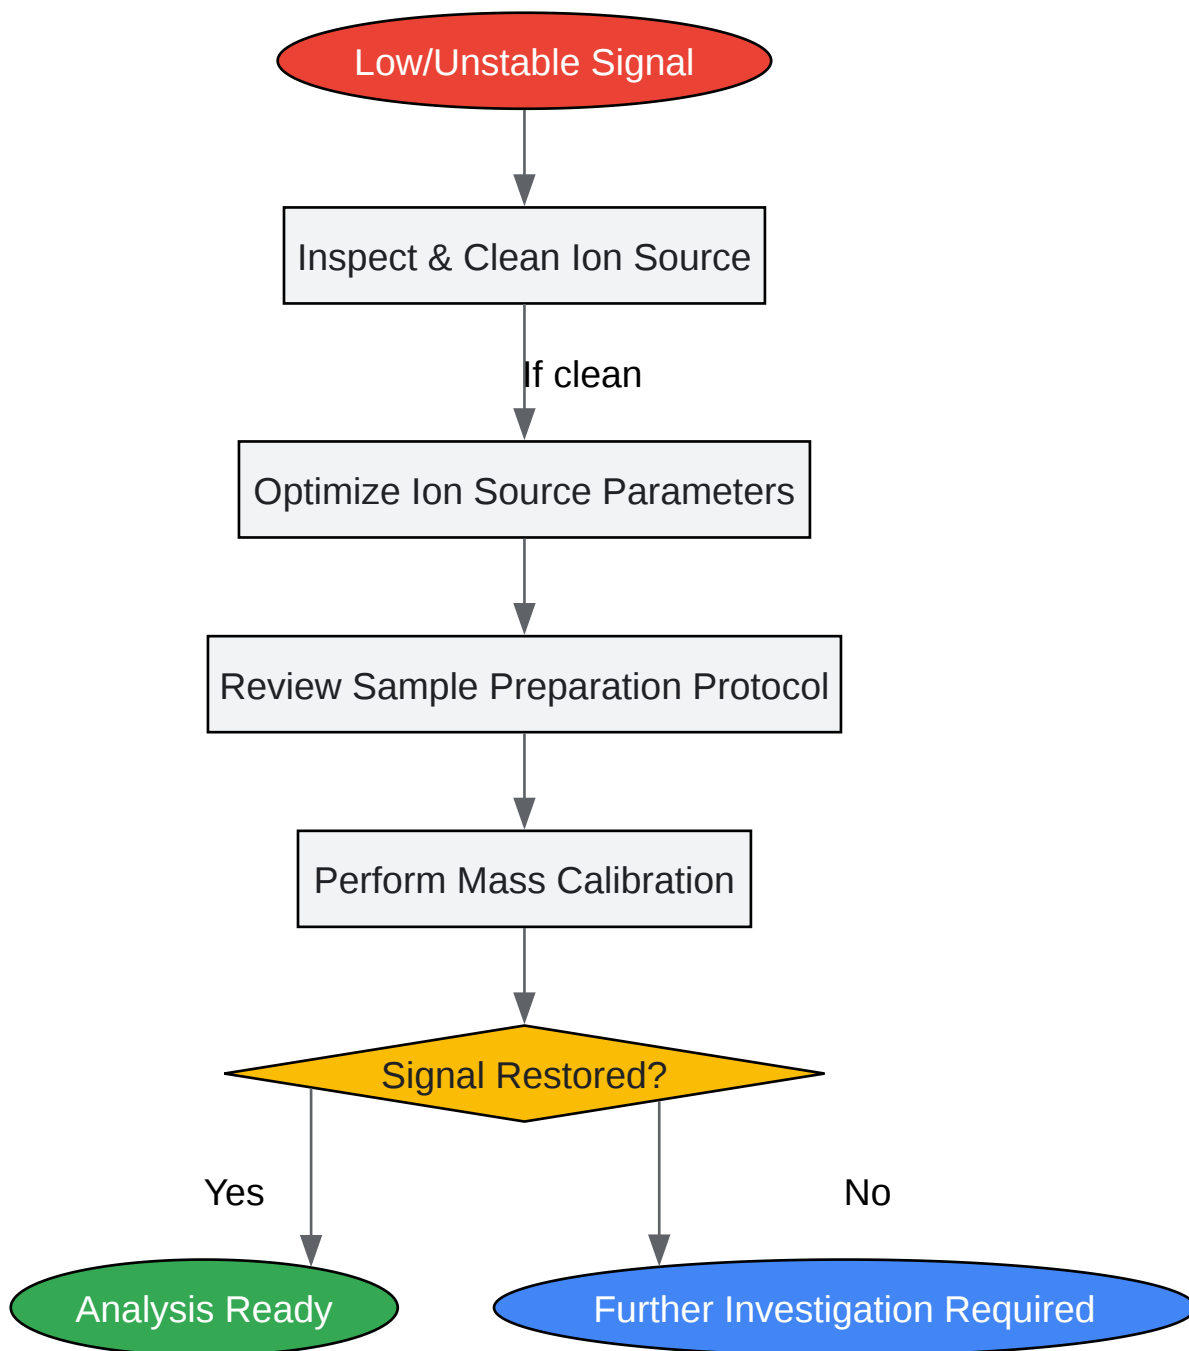 Low/Unstable Signal
Inspect & Clean Ion Source
If clean
Optimize Ion Source Parameters
Review Sample Preparation Protocol
Perform Mass Calibration
Signal Restored?
Yes
No
Analysis Ready
Further Investigation Required